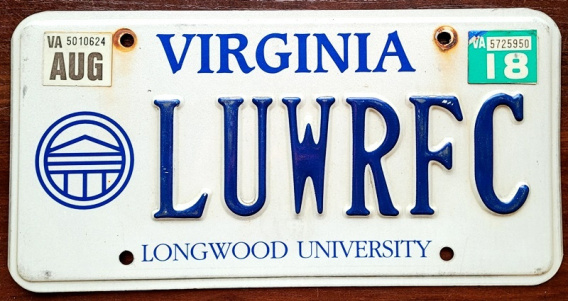 VA 5010624
AUG
VIRGINIA
VA 5725950
18
LUWRFC
LONGWOOD UNIVERSITY